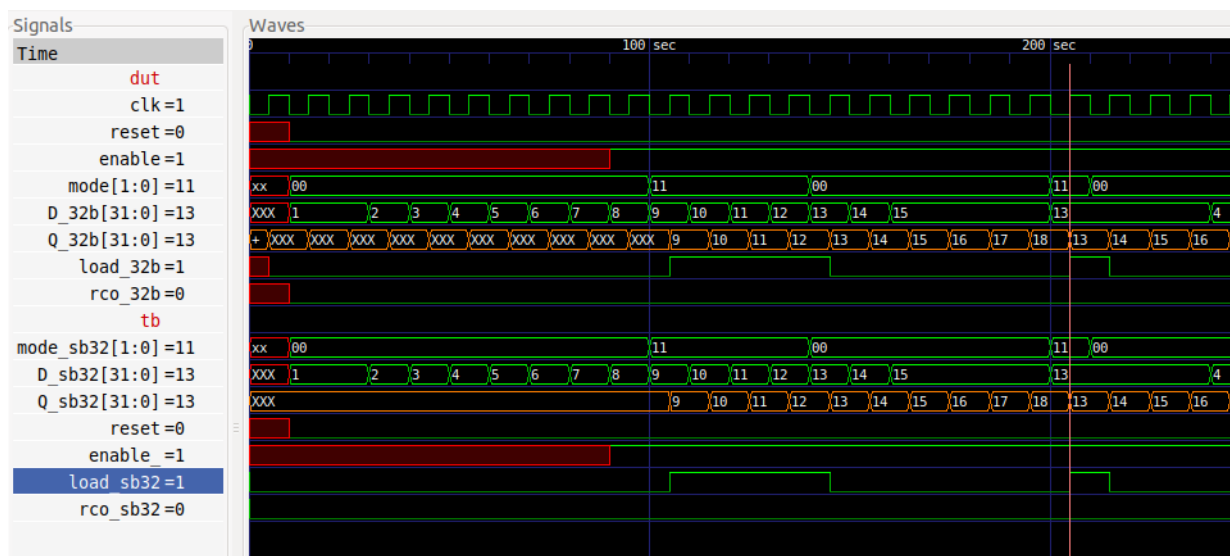 Signals Waves
Time 0 100 sec 200 sec
dut
clk=1
reset=0
enable=1
mode[1:0]=11 xx 00 11 00 11 00
D_32b[31:0]=13 XXX 1 2 3 4 5 6 7 8 9 10 11 12 13 14 15 13 4
Q_32b[31:0]=13 + XXX XXX XXX XXX XXX XXX XXX XXX XXX XXX 9 10 11 12 13 14 15 16 17 18 13 14 15 16
load_32b=1
rco_32b=0
tb
mode_sb32[1:0]=11 xx 00 11 00 11 00
D_sb32[31:0]=13 XXX 1 2 3 4 5 6 7 8 9 10 11 12 13 14 15 13 4
Q_sb32[31:0]=13 XXX 9 10 11 12 13 14 15 16 17 18 13 14 15 16
reset=0
enable_=1
load_sb32=1
rco_sb32=0